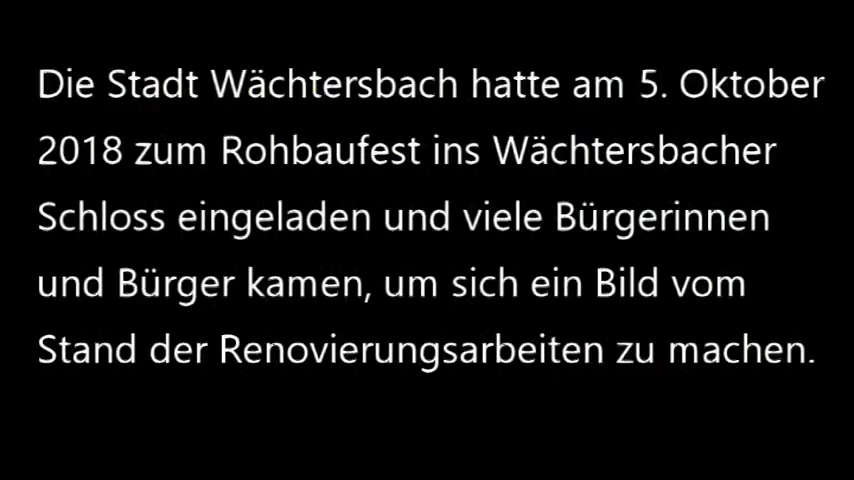 Die Stadt Wächtersbach hatte am 5. Oktober
2018 zum Rohbaufest ins Wächtersbacher
Schloss eingeladen und viele Bürgerinnen
und Bürger kamen, um sich ein Bild vom
Stand der Renovierungsarbeiten zu machen.